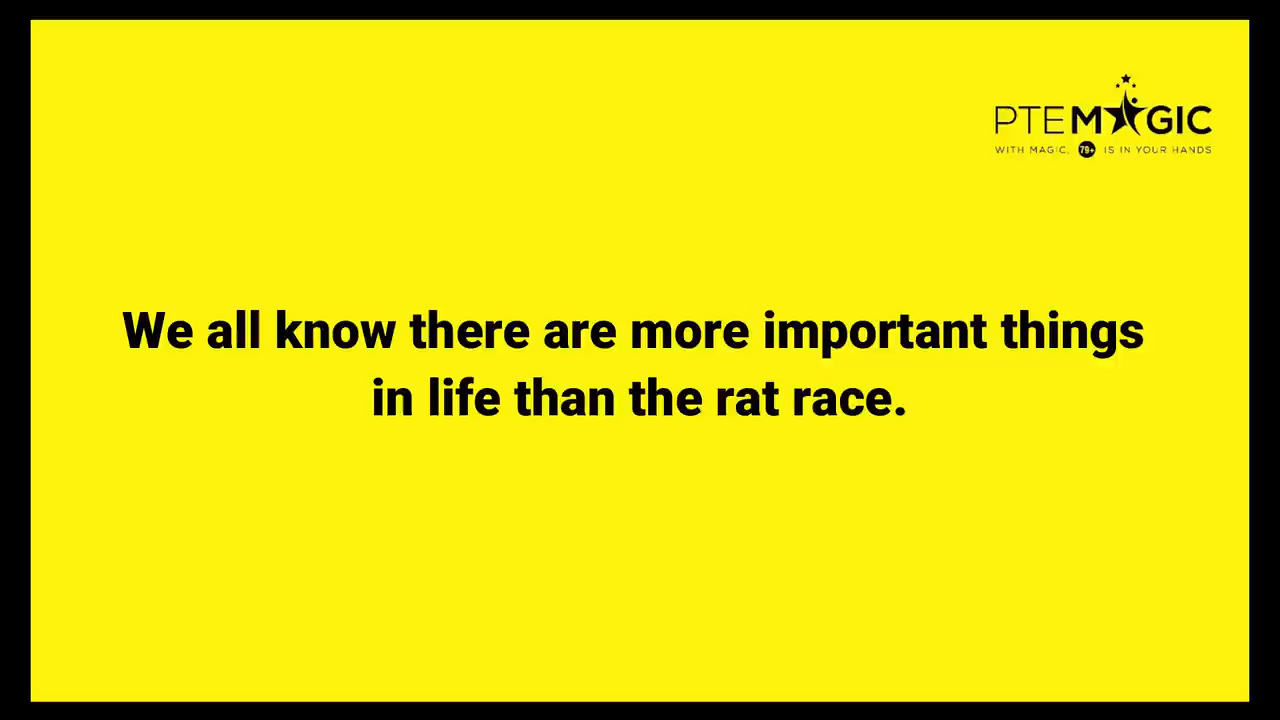 PTEMAGIC
WITH MAGIC, 79+ IS IN YOUR HANDS
We all know there are more important things
in life than the rat race.